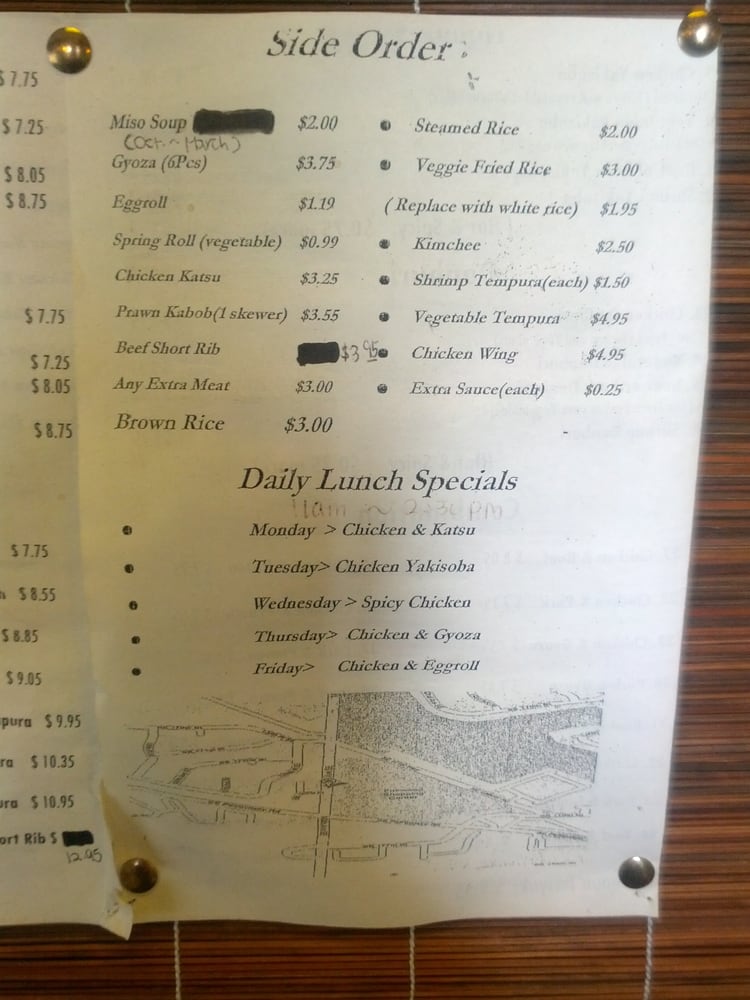 Side Order :
Miso Soup $2.00
(Oct. ~ March)
Gyoza (6Pcs) $3.75
Eggroll $1.19
Spring Roll (vegetable) $0.99
Chicken Katsu $3.25
Prawn Kabob(1 skewer) $3.55
Beef Short Rib $3.95
Any Extra Meat $3.00
Brown Rice $3.00
Steamed Rice $2.00
Veggie Fried Rice $3.00
( Replace with white rice) $1.95
Kimchee $2.50
Shrimp Tempura(each) $1.50
Vegetable Tempura $4.95
Chicken Wing $4.95
Extra Sauce(each) $0.25
Daily Lunch Specials
11am ~ 2:30 PM
Monday > Chicken & Katsu
Tuesday> Chicken Yakisoba
Wednesday > Spicy Chicken
Thursday> Chicken & Gyoza
Friday> Chicken & Eggroll
$ 7.75
$ 7.25
$ 8.05
$ 8.75
$ 7.75
$ 7.25
$ 8.05
$ 8.75
$ 7.75
$ 8.55
$ 8.85
$ 9.05
pura $ 9.95
ra $ 10.35
ura $ 10.95
ort Rib $
12.95